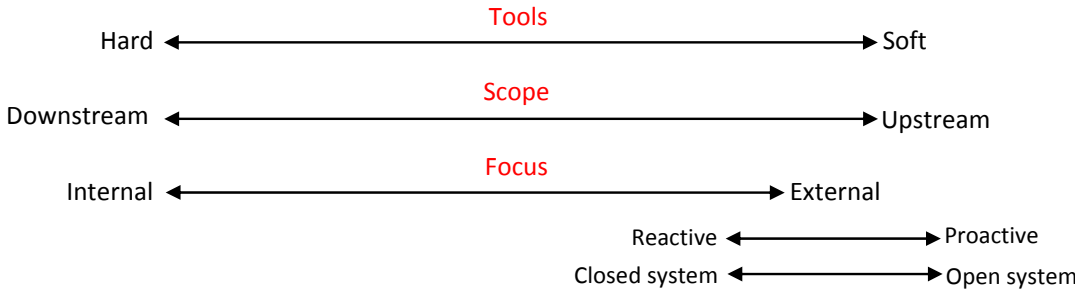 Tools
Hard Soft
Scope
Downstream Upstream
Focus
Internal External
Reactive Proactive
Closed system Open system